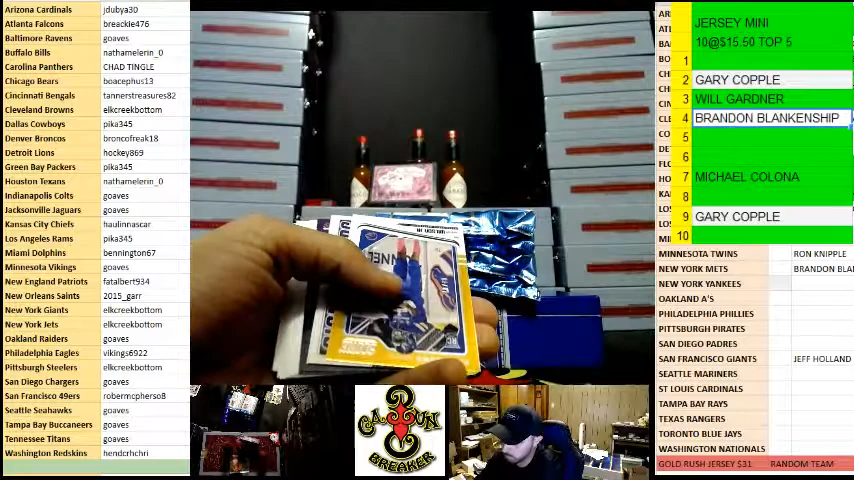 Arizona Cardinals jdubya30
Atlanta Falcons breackie476
Baltimore Ravens goaves
Buffalo Bills nathamelerin_0
Carolina Panthers CHAD TINGLE
Chicago Bears boacephus13
Cincinnati Bengals tannerstreasures82
Cleveland Browns elkcreekbottom
Dallas Cowboys pika345
Denver Broncos broncofreak18
Detroit Lions hockey869
Green Bay Packers pika345
Houston Texans nathamelerin_0
Indianapolis Colts goaves
Jacksonville Jaguars goaves
Kansas City Chiefs haulinnascar
Los Angeles Rams pika345
Miami Dolphins bennington67
Minnesota Vikings goaves
New England Patriots fatalbert934
New Orleans Saints 2015_garr
New York Giants elkcreekbottom
New York Jets elkcreekbottom
Oakland Raiders goaves
Philadelphia Eagles vikings6922
Pittsburgh Steelers elkcreekbottom
San Diego Chargers goaves
San Francisco 49ers robermcpherso8
Seattle Seahawks goaves
Tampa Bay Buccaneers goaves
Tennessee Titans goaves
Washington Redskins hendcrhchri
CAJUN
BREAKER
JERSEY MINI
10@$15.50 TOP 5
1
2 GARY COPPLE
3 WILL GARDNER
4 BRANDON BLANKENSHIP
5
6
7 MICHAEL COLONA
8
9 GARY COPPLE
10
MINNESOTA TWINS RON KNIPPLE
NEW YORK METS BRANDON BLA
NEW YORK YANKEES
OAKLAND A'S
PHILADELPHIA PHILLIES
PITTSBURGH PIRATES
SAN DIEGO PADRES
SAN FRANCISCO GIANTS JEFF HOLLAND
SEATTLE MARINERS
ST LOUIS CARDINALS
TAMPA BAY RAYS
TEXAS RANGERS
TORONTO BLUE JAYS
WASHINGTON NATIONALS
GOLD RUSH JERSEY $31 RANDOM TEAM